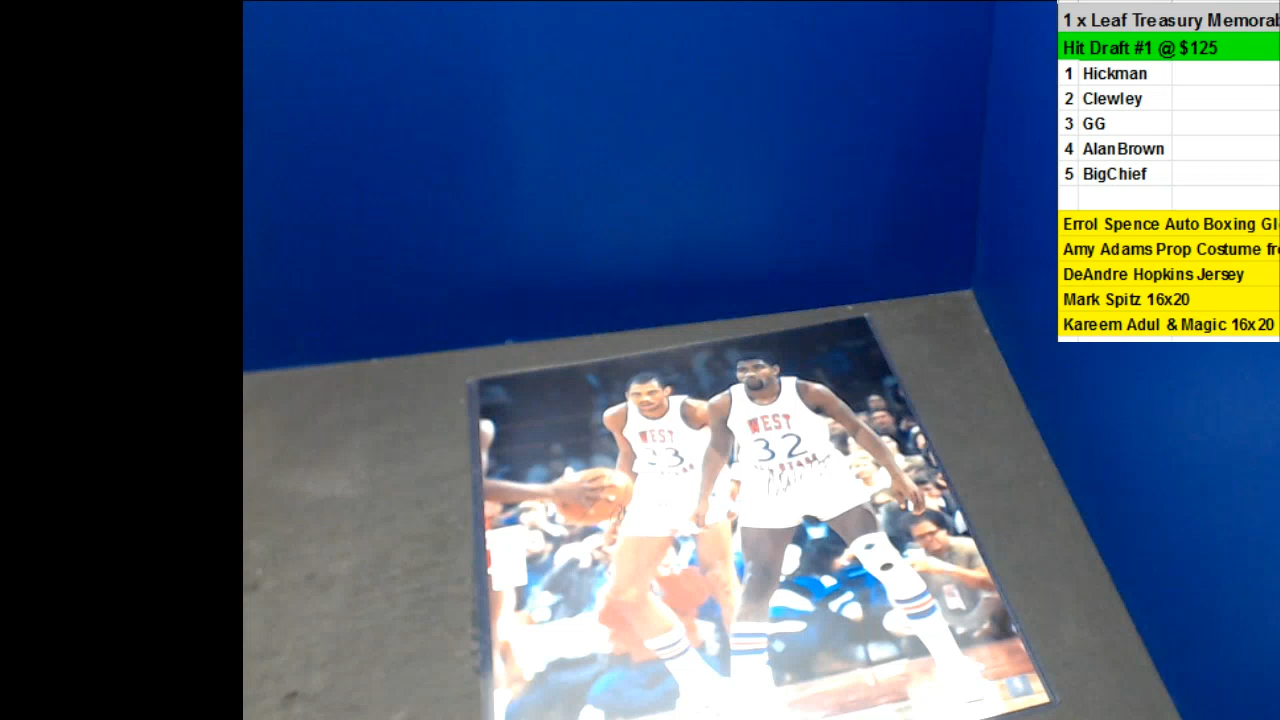 1 x Leaf Treasury Memorab
Hit Draft #1 @ $125
1 Hickman
2 Clewley
3 GG
4 AlanBrown
5 BigChief
Errol Spence Auto Boxing Gl
Amy Adams Prop Costume fr
DeAndre Hopkins Jersey
Mark Spitz 16x20
Kareem Adul & Magic 16x20
WEST
33
WEST
32